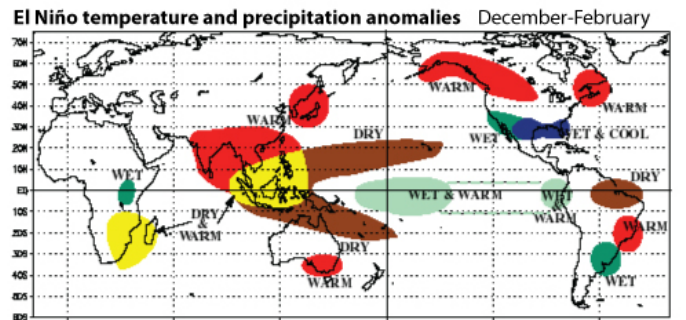 El Niño temperature and precipitation anomalies December-February
70N
60N
50N
40N
30N
20N
10N
EQ
10S
20S
30S
40S
50S
60S
WARM
WARM
WARM
WET
WET & COOL
DRY
WET
WET & WARM
WET
&
WARM
DRY
DRY
&
WARM
DRY
WARM
WARM
WET